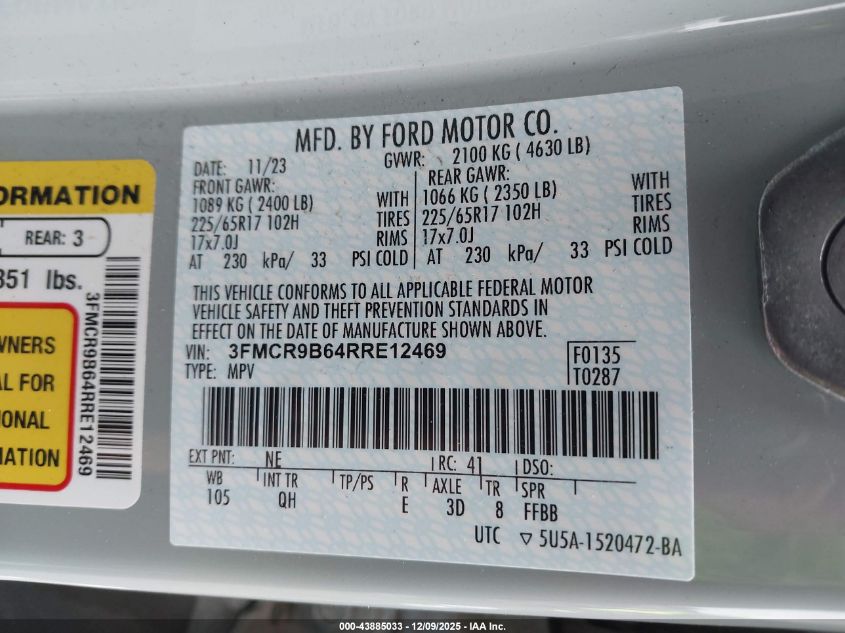 ORMATION
REAR: 3
351 lbs.
WNERS
AL FOR
IONAL
MATION
3FMCR9B64RRE12469
MFD. BY FORD MOTOR CO.
DATE: 11/23 GVWR: 2100 KG ( 4630 LB)
FRONT GAWR: REAR GAWR:
1089 KG ( 2400 LB) WITH 1066 KG ( 2350 LB) WITH
225/65R17 102H TIRES 225/65R17 102H TIRES
17x7.0J RIMS 17x7.0J RIMS
AT 230 kPa/ 33 PSI COLD AT 230 kPa/ 33 PSI COLD
THIS VEHICLE CONFORMS TO ALL APPLICABLE FEDERAL MOTOR
VEHICLE SAFETY AND THEFT PREVENTION STANDARDS IN
EFFECT ON THE DATE OF MANUFACTURE SHOWN ABOVE.
VIN: 3FMCR9B64RRE12469 F0135
TYPE: MPV T0287
EXT PNT: NE RC: 41 DSO:
WB INT TR TP/PS R AXLE TR SPR
105 QH E 3D 8 FFBB
UTC ▽ 5U5A-1520472-BA
000-43885033 — 12/09/2025 — IAA Inc.